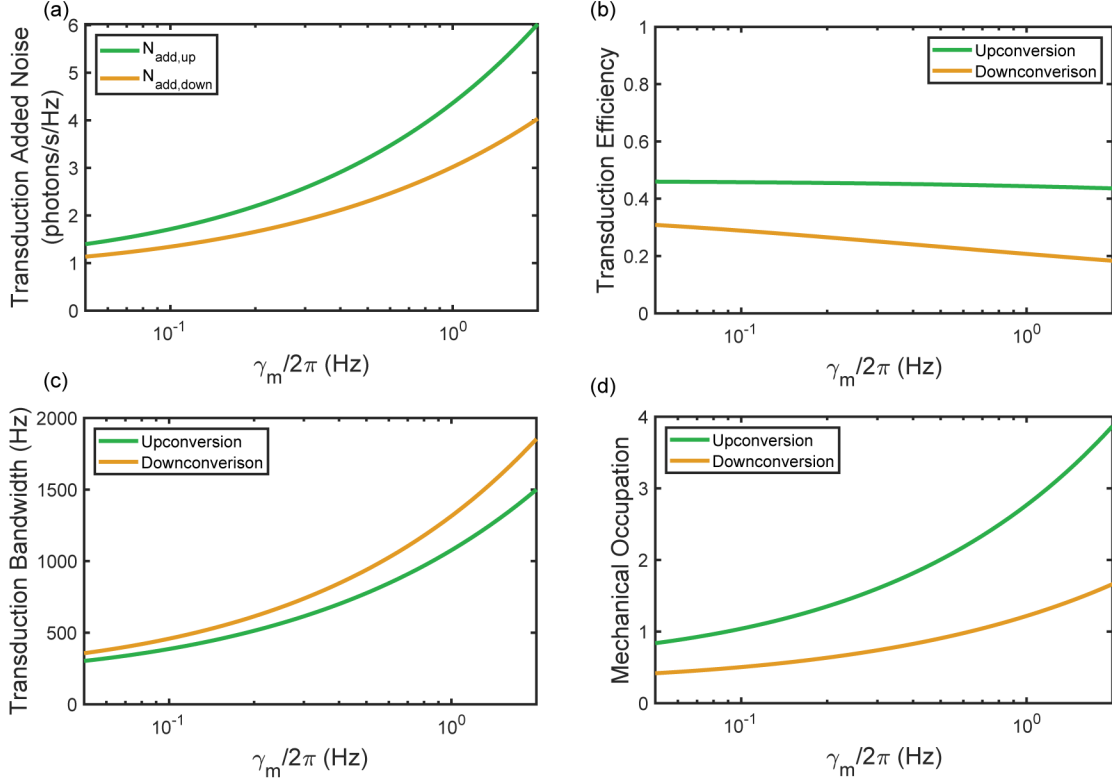 (a)
Transduction Added Noise
(photons/s/Hz)
6
5
4
3
2
1
0
N_add,up
N_add,down
10^-1
10^0
γ_m/2π (Hz)
(b)
Transduction Efficiency
1
0.8
0.6
0.4
0.2
0
Upconversion
Downconverison
10^-1
10^0
γ_m/2π (Hz)
(c)
Transduction Bandwidth (Hz)
2000
1500
1000
500
0
Upconversion
Downconverison
10^-1
10^0
γ_m/2π (Hz)
(d)
Mechanical Occupation
4
3
2
1
0
Upconversion
Downconversion
10^-1
10^0
γ_m/2π (Hz)